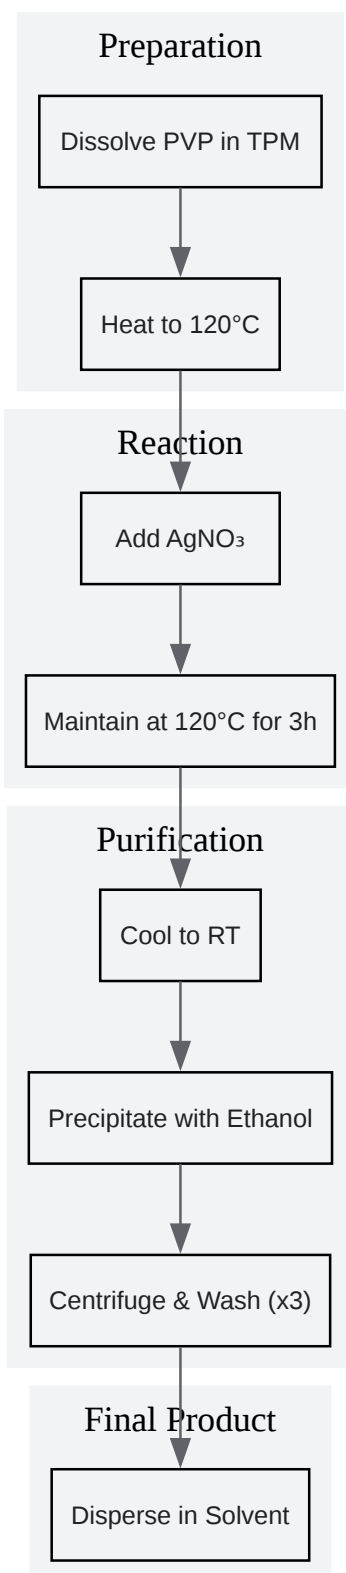 Preparation
Dissolve PVP in TPM
Heat to 120°C
Reaction
Add AgNO₃
Maintain at 120°C for 3h
Purification
Cool to RT
Precipitate with Ethanol
Centrifuge & Wash (x3)
Final Product
Disperse in Solvent